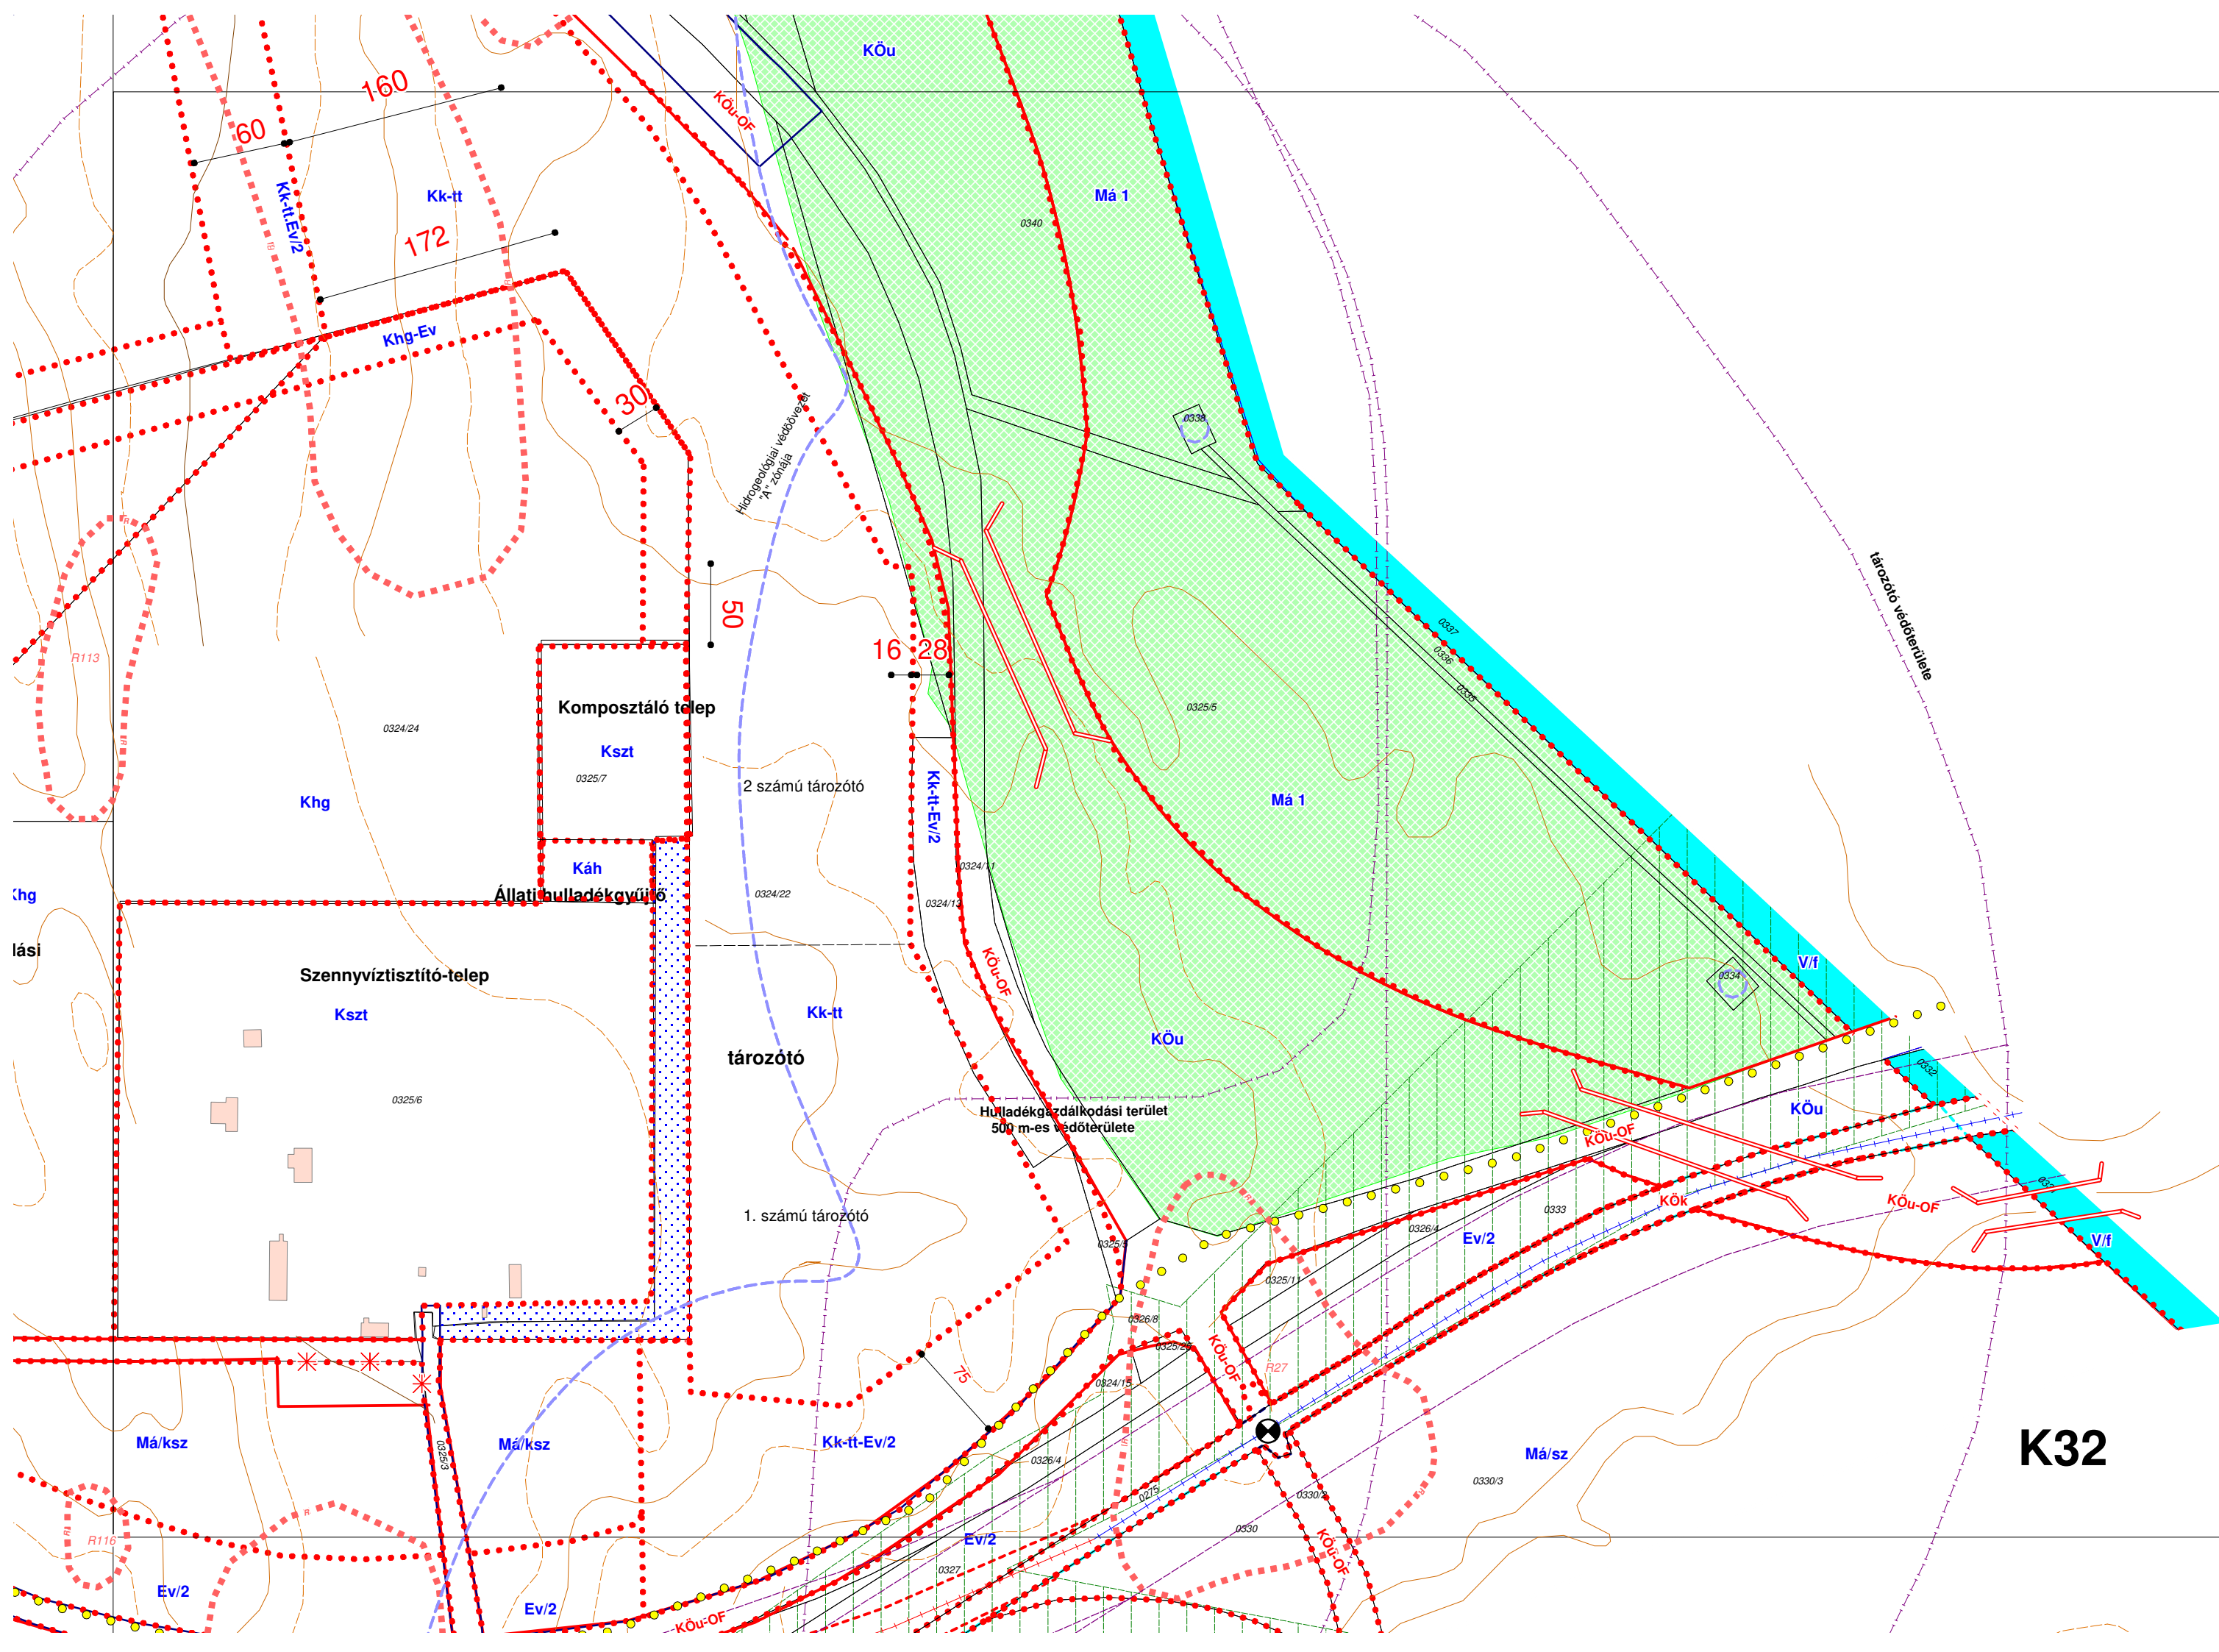 KÖu
160
KÖu-OF
60
Kk-tt
Má 1
Kk-tt.Ev/2
0340
172
Khg-Ev
30
0338
Hidrogeológiai védőövezet
"A" zónája
50
tározótó védőterülete
0337
0336
0335
16
28
R113
Komposztáló telep
0325/5
0324/24
Kszt
0325/7
2 számú tározótó
Kk-tt-Ev/2
Má 1
Khg
Káh
0324/11
Khg
Állati hulladékgyűjtő
0324/22
0324/13
lási
Szennyvíztisztító-telep
KÖu-OF
V/f
0334
Kszt
Kk-tt
KÖu
tározótó
0332
0325/6
Hulladékgazdálkodási terület
500 m-es védőterülete
KÖu
KÖu-OF
KÖk
KÖu-OF
1. számú tározótó
0333
0326/4
Ev/2
V/f
0325/11
0326/8
KÖu-OF
R27
75
0324/15
Má/ksz
Má/ksz
0325/3
Kk-tt-Ev/2
0326/4
Má/sz
K32
0330/3
0275
0330/2
0330
R116
Ev/2
KÖu-OF
0327
Ev/2
Ev/2
KÖu-OF